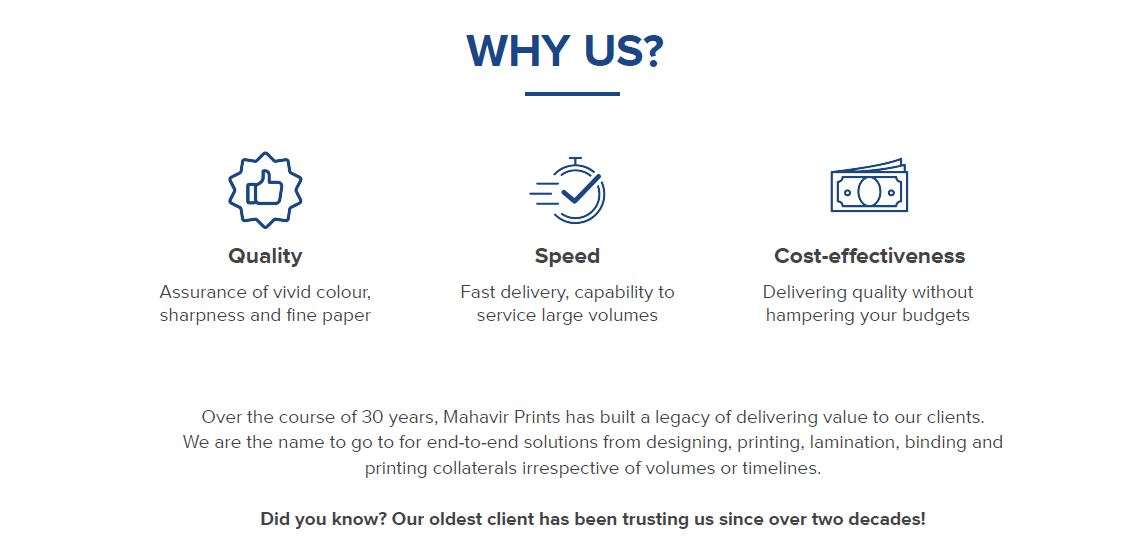 WHY US?
Quality
Assurance of vivid colour,
sharpness and fine paper
Speed
Fast delivery, capability to
service large volumes
Cost-effectiveness
Delivering quality without
hampering your budgets
Over the course of 30 years, Mahavir Prints has built a legacy of delivering value to our clients.
We are the name to go to for end-to-end solutions from designing, printing, lamination, binding and
printing collaterals irrespective of volumes or timelines.
Did you know? Our oldest client has been trusting us since over two decades!